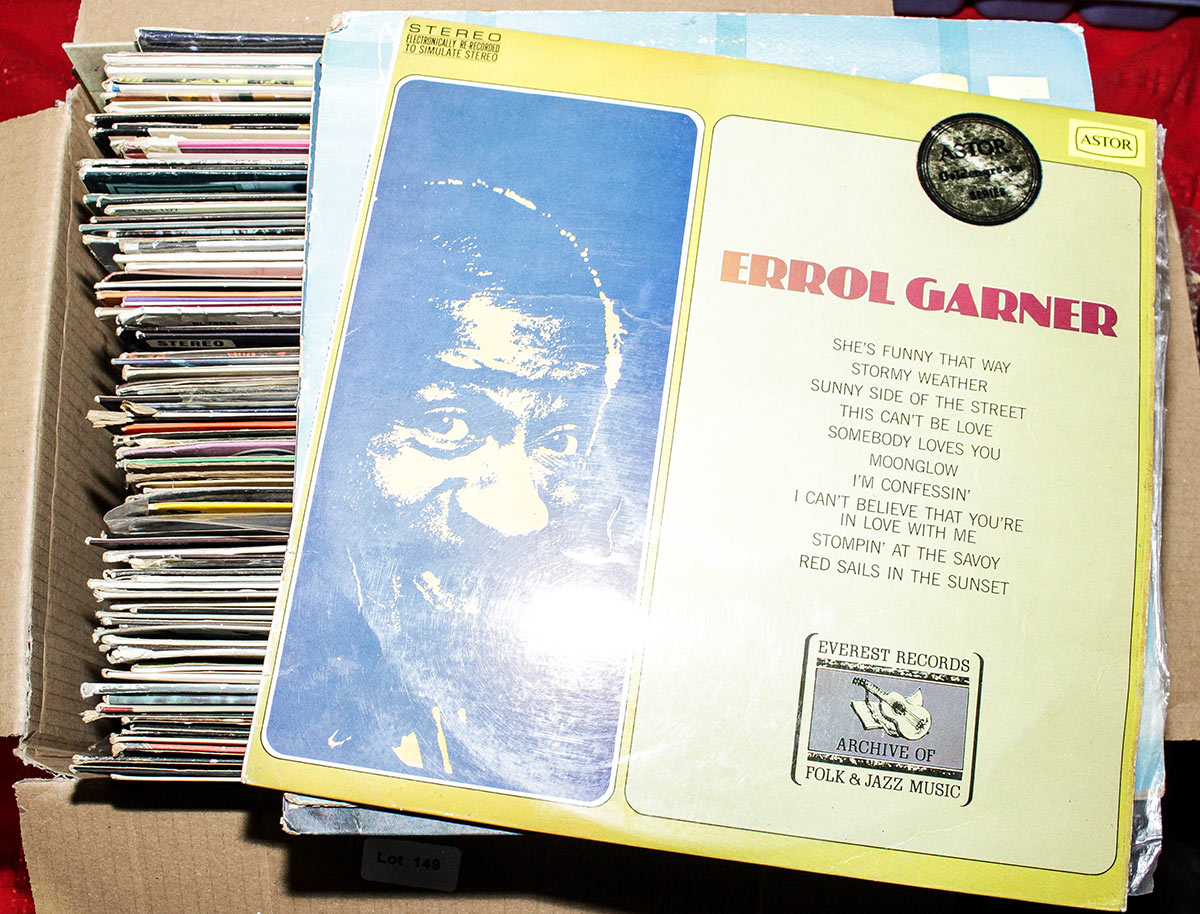 STEREO
ELECTRONICALLY RE-RECORDED
TO SIMULATE STEREO
ASTOR
Goldengroove
SERIES
ASTOR
ERROL GARNER
SHE'S FUNNY THAT WAY
STORMY WEATHER
SUNNY SIDE OF THE STREET
THIS CAN'T BE LOVE
SOMEBODY LOVES YOU
MOONGLOW
I'M CONFESSIN'
I CAN'T BELIEVE THAT YOU'RE
IN LOVE WITH ME
STOMPIN' AT THE SAVOY
RED SAILS IN THE SUNSET
EVEREST RECORDS
ARCHIVE OF
FOLK & JAZZ MUSIC
STEREO
Lot 149